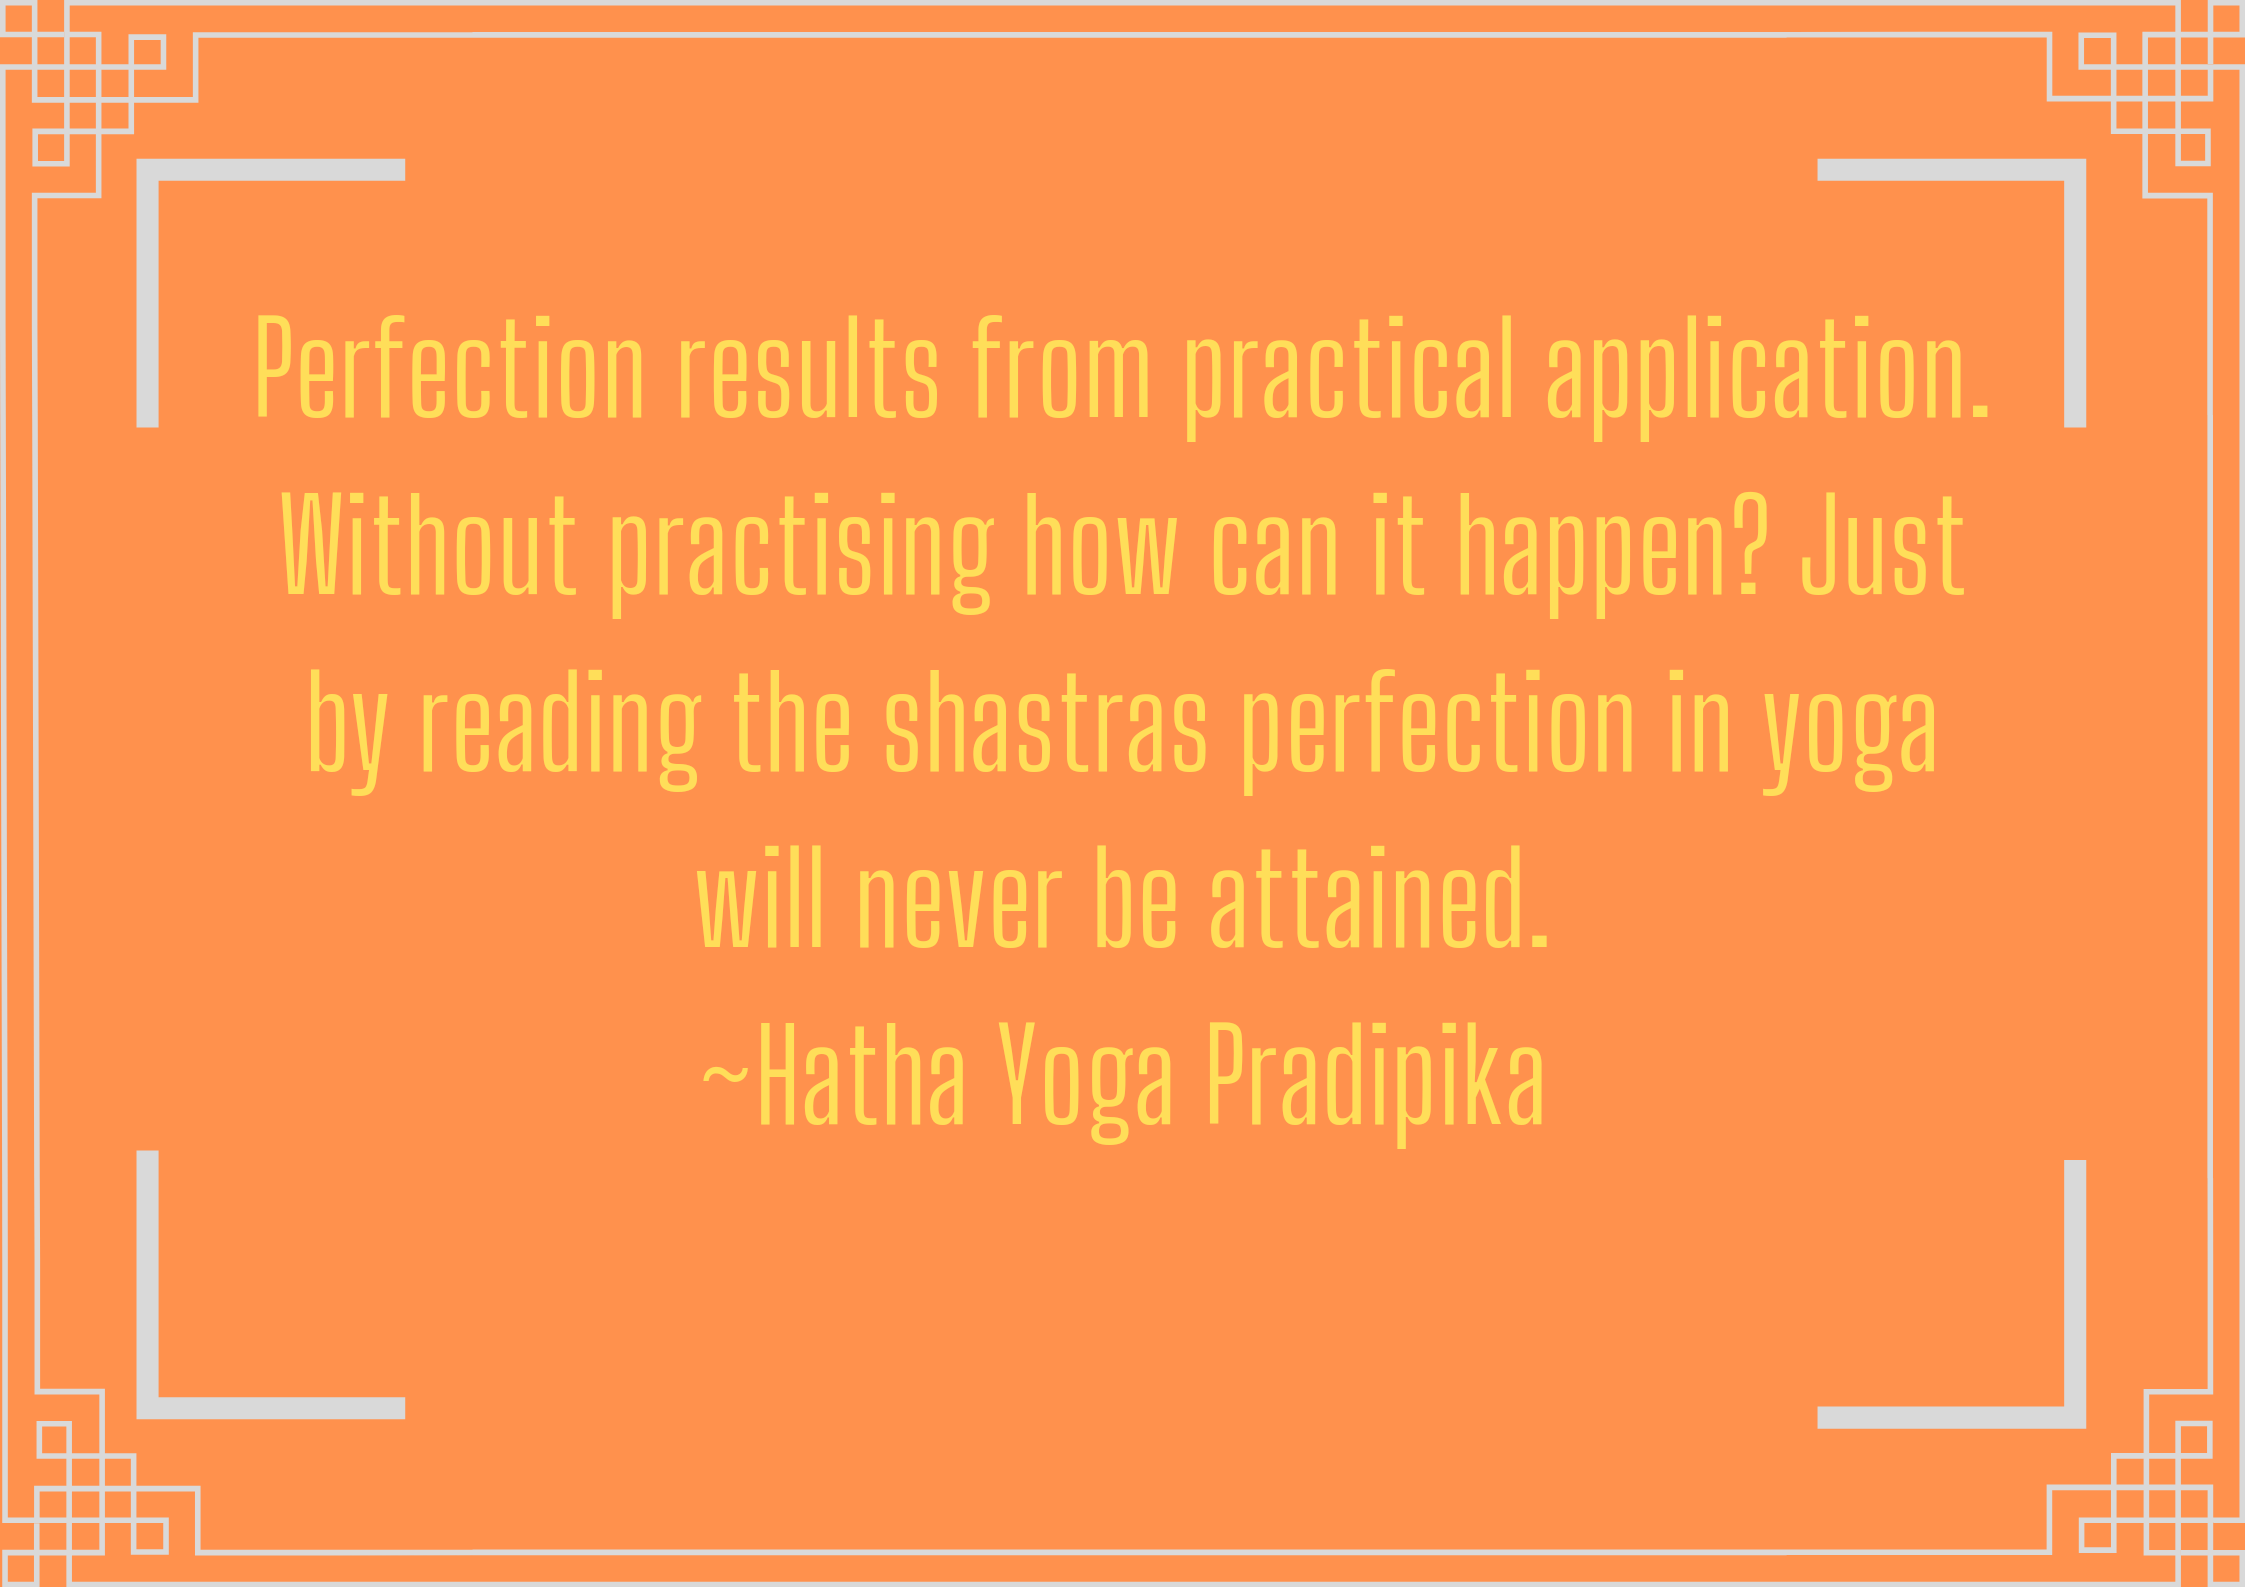 Perfection results from practical application.
Without practising how can it happen? Just
by reading the shastras perfection in yoga
will never be attained.
~Hatha Yoga Pradipika